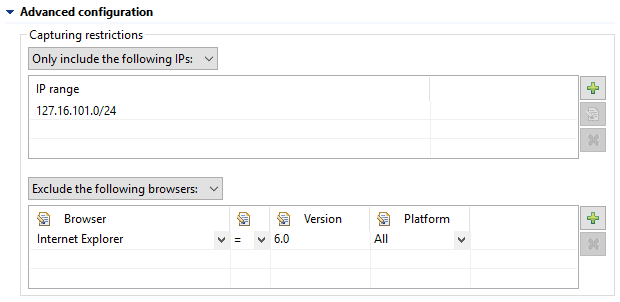 Advanced configuration
Capturing restrictions
Only include the following IPs:
IP range
127.16.101.0/24
Exclude the following browsers:
Browser Version Platform
Internet Explorer = 6.0 All